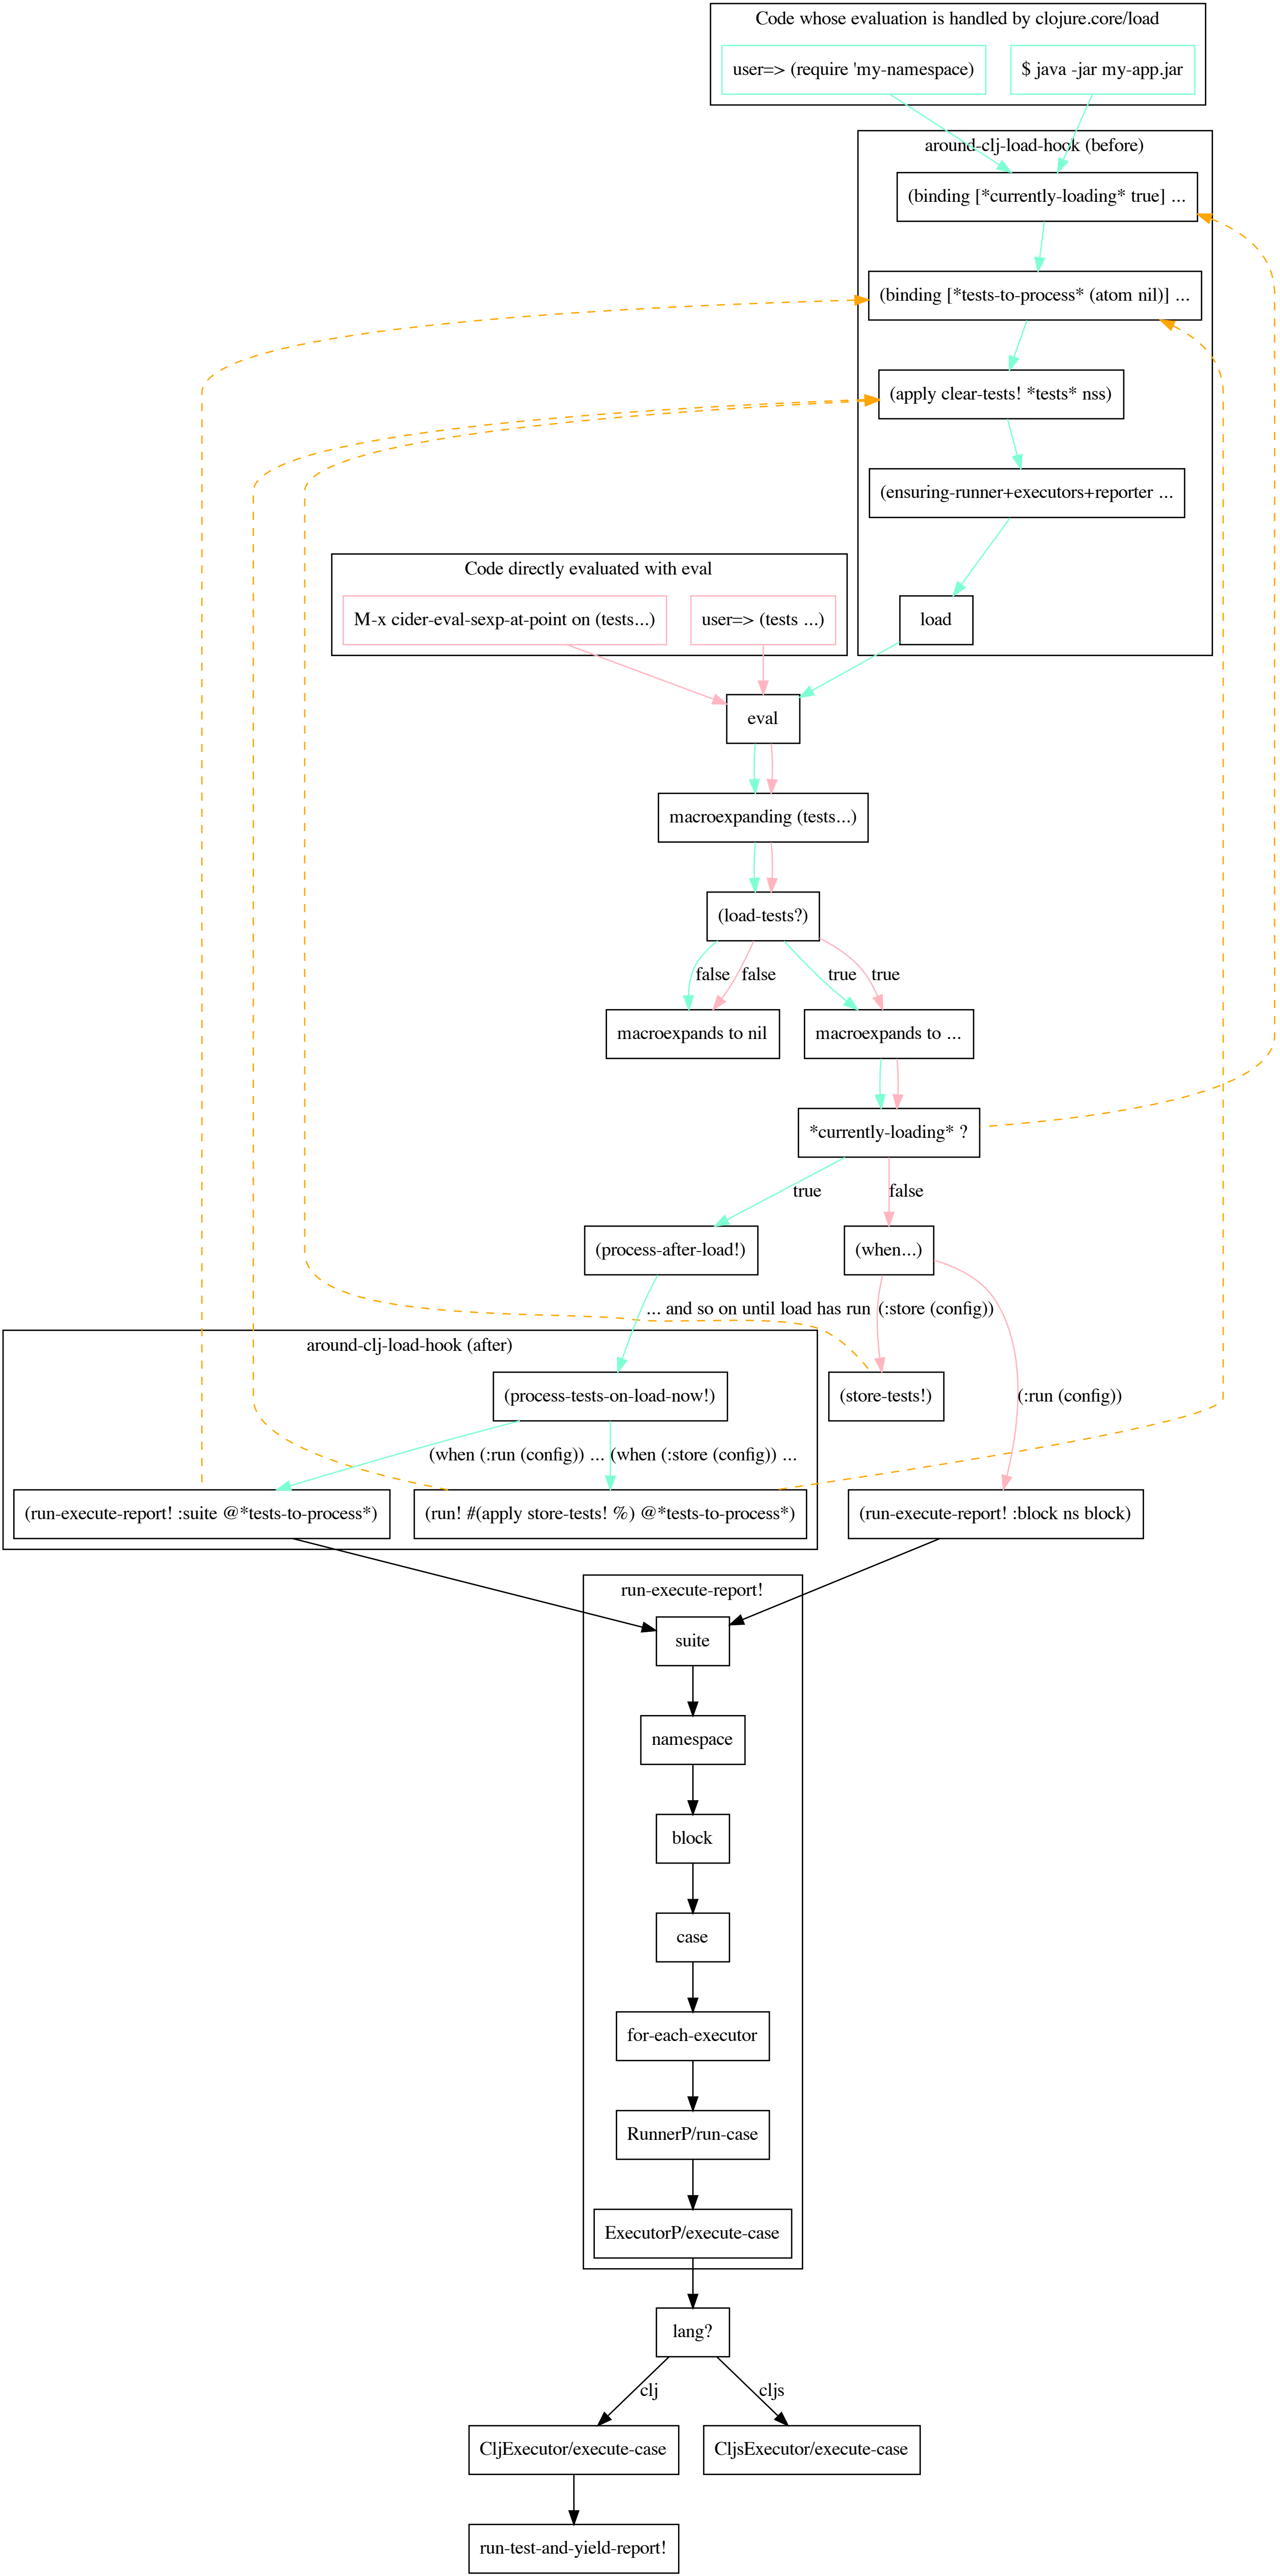 Code whose evaluation is handled by clojure.core/load
user=> (require 'my-namespace)
$ java -jar my-app.jar
around-clj-load-hook (before)
(binding [*currently-loading* true] ...
(binding [*tests-to-process* (atom nil)] ...
(apply clear-tests! *tests* nss)
(ensuring-runner+executors+reporter ...
load
Code directly evaluated with eval
M-x cider-eval-sexp-at-point on (tests...)
user=> (tests ...)
eval
macroexpanding (tests...)
(load-tests?)
false
false
true
true
macroexpands to nil
macroexpands to ...
*currently-loading* ?
true
false
(process-after-load!)
(when...)
... and so on until load has run
(:store (config))
around-clj-load-hook (after)
(process-tests-on-load-now!)
(store-tests!)
(:run (config))
(when (:run (config)) ...
(when (:store (config)) ...
(run-execute-report! :suite @*tests-to-process*)
(run! #(apply store-tests! %) @*tests-to-process*)
(run-execute-report! :block ns block)
run-execute-report!
suite
namespace
block
case
for-each-executor
RunnerP/run-case
ExecutorP/execute-case
lang?
clj
cljs
CljExecutor/execute-case
CljsExecutor/execute-case
run-test-and-yield-report!